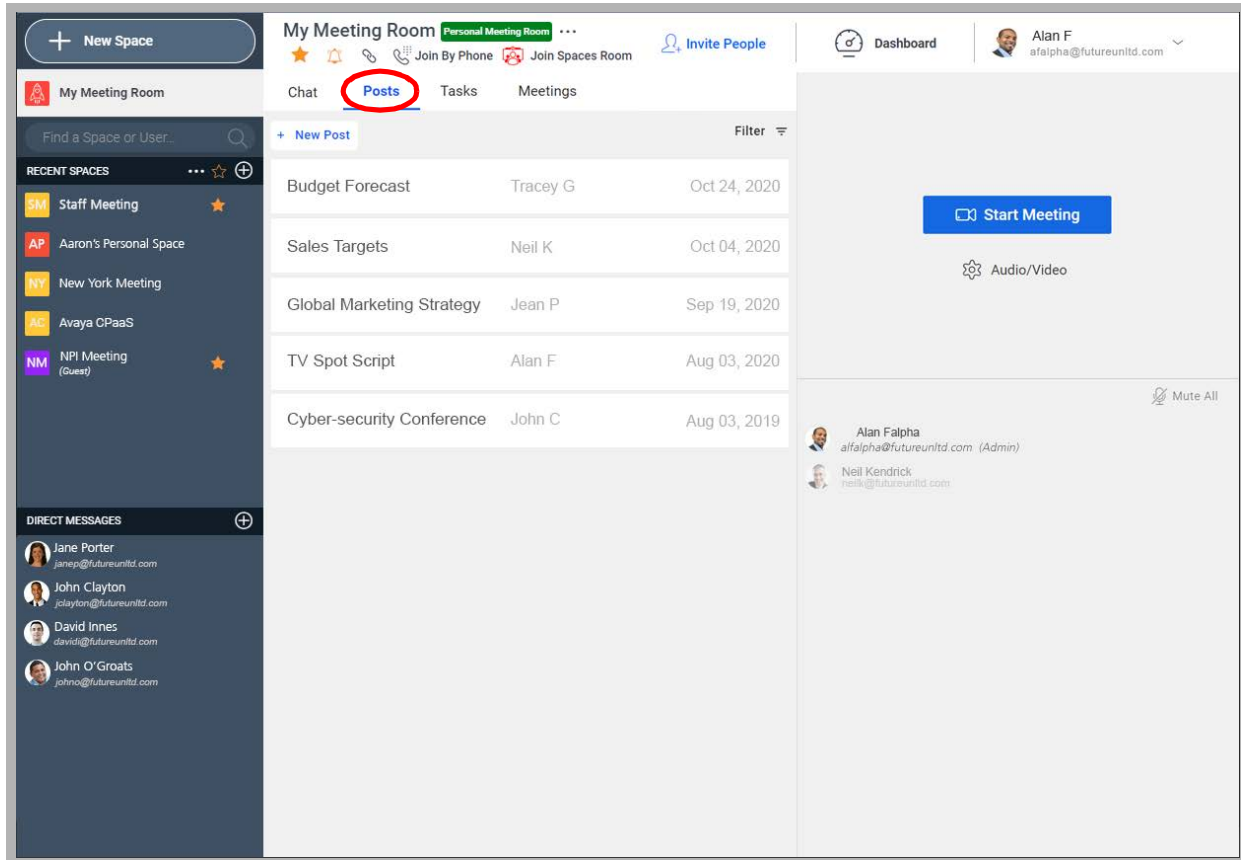 New Space
My Meeting Room
Find a Space or User..
RECENT SPACES
SM Staff Meeting
AP Aaron's Personal Space
NY New York Meeting
AC Avaya CPaaS
NM NPI Meeting
(Guest)
DIRECT MESSAGES
Jane Porter
janep@futureunltd.com
John Clayton
jclayton@futureunltd.com
David Innes
davidi@futureunltd.com
John O'Groats
johno@futureunltd.com
My Meeting Room Personal Meeting Room ...
Join By Phone Join Spaces Room
Invite People
Chat Posts Tasks Meetings
+ New Post Filter
Budget Forecast Tracey G Oct 24, 2020
Sales Targets Neil K Oct 04, 2020
Global Marketing Strategy Jean P Sep 19, 2020
TV Spot Script Alan F Aug 03, 2020
Cyber-security Conference John C Aug 03, 2019
Dashboard
Alan F
afalpha@futureunltd.com
Start Meeting
Audio/Video
Mute All
Alan Falpha
alfalpha@futureunltd.com (Admin)
Neil Kendrick
neilk@futureunltd.com